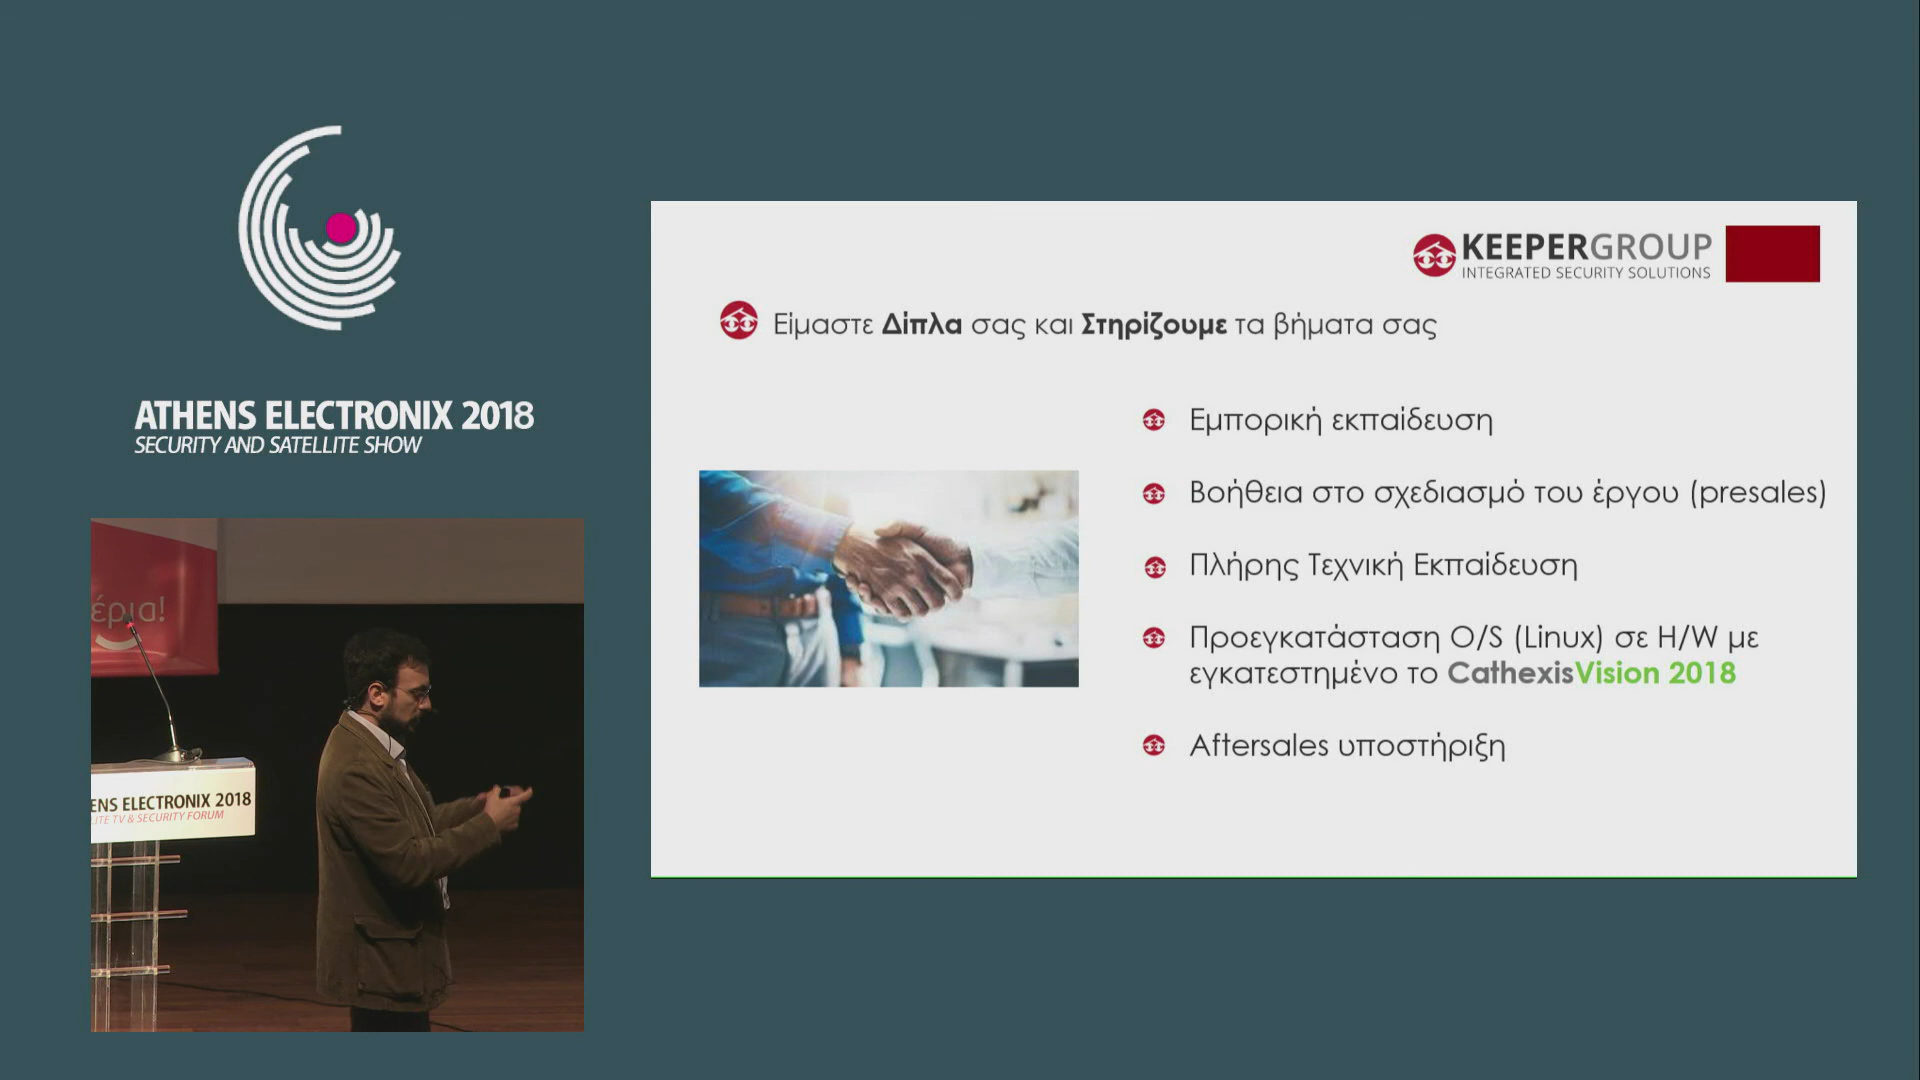 ATHENS ELECTRONIX 2018
SECURITY AND SATELLITE SHOW
KEEPERGROUP
INTEGRATED SECURITY SOLUTIONS
Είμαστε Δίπλα σας και Στηρίζουμε τα βήματα σας
Εμπορική εκπαίδευση
Βοήθεια στο σχεδιασμό του έργου (presales)
Πλήρης Τεχνική Εκπαίδευση
Προεγκατάσταση O/S (Linux) σε H/W με
εγκατεστημένο το CathexisVision 2018
Aftersales υποστήριξη
έρια!
ENS ELECTRONIX 2018
LITE TV & SECURITY FORUM